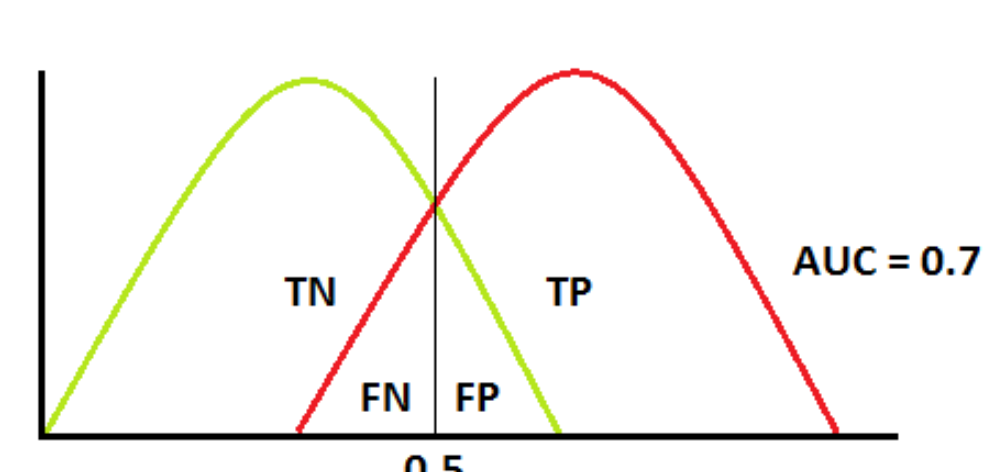 AUC = 0.7
TN
TP
FN
FP
0.5